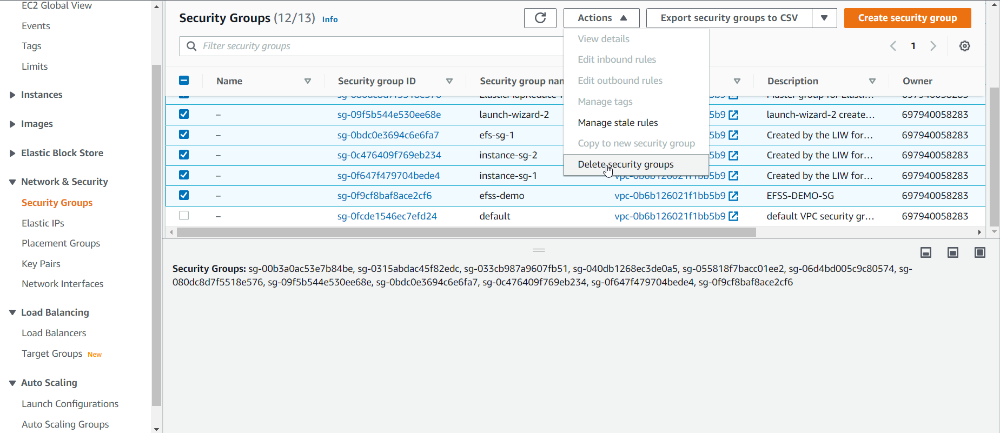 EC2 Global View
Events
Tags
Limits
Instances
Images
Elastic Block Store
Network & Security
Security Groups
Elastic IPs
Placement Groups
Key Pairs
Network Interfaces
Load Balancing
Load Balancers
Target Groups New
Auto Scaling
Launch Configurations
Auto Scaling Groups
Security Groups (12/13) Info
Actions
Export security groups to CSV
Create security group
Filter security groups
1
View details
Edit inbound rules
Edit outbound rules
Manage tags
Manage stale rules
Copy to new security group
Delete security groups
Name Security group ID Security group nan Description Owner
– sg-09f5b544e530ee68e launch-wizard-2 5b9 launch-wizard-2 create... 697940058283
– sg-0bdc0e3694c6e6fa7 efs-sg-1 5b9 Created by the LIW for... 697940058283
– sg-0c476409f769eb234 instance-sg-2 5b9 Created by the LIW for... 697940058283
– sg-0f647f479704bede4 instance-sg-1 vpc-0b6b126021f1bb5b9 Created by the LIW for... 697940058283
– sg-0f9cf8baf8ace2cf6 efss-demo vpc-0b6b126021f1bb5b9 EFSS-DEMO-SG 697940058283
– sg-0fcde1546ec7efd24 default vpc-0b6b126021f1bb5b9 default VPC security gr... 697940058283
Security Groups: sg-00b3a0ac53e7b84be, sg-0315abdac45f82edc, sg-033cb987a9607fb51, sg-040db1268ec3de0a5, sg-055818f7bacc01ee2, sg-06d4bd005c9c80574, sg-
080dc8d7f5518e576, sg-09f5b544e530ee68e, sg-0bdc0e3694c6e6fa7, sg-0c476409f769eb234, sg-0f647f479704bede4, sg-0f9cf8baf8ace2cf6